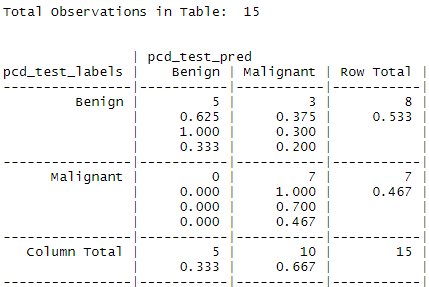 Total Observations in Table:  15
                 | pcd_test_pred
pcd_test_labels |    Benign | Malignant | Row Total |
----------------|-----------|-----------|-----------|
         Benign |         5 |         3 |         8 |
                |     0.625 |     0.375 |     0.533 |
                |     1.000 |     0.300 |           |
                |     0.333 |     0.200 |           |
----------------|-----------|-----------|-----------|
      Malignant |         0 |         7 |         7 |
                |     0.000 |     1.000 |     0.467 |
                |     0.000 |     0.700 |           |
                |     0.000 |     0.467 |           |
----------------|-----------|-----------|-----------|
   Column Total |         5 |        10 |        15 |
                |     0.333 |     0.667 |           |
----------------|-----------|-----------|-----------|